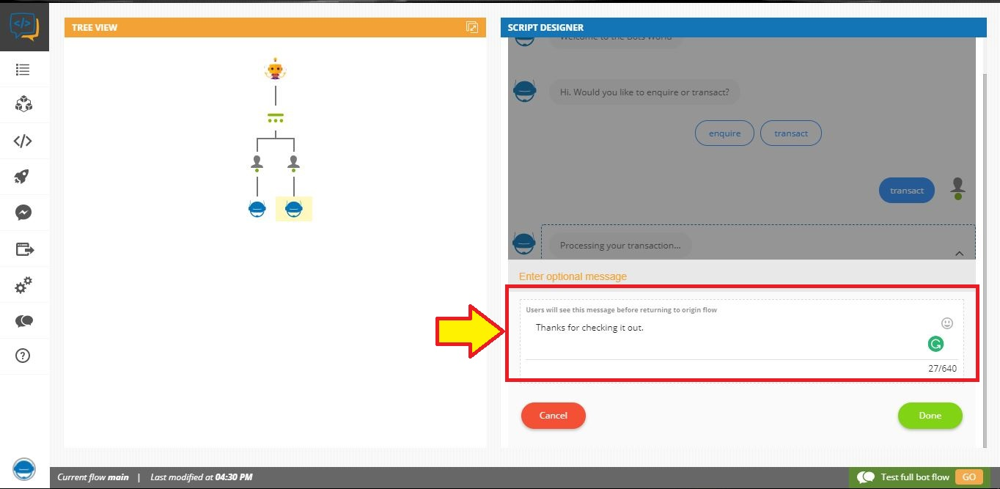 TREE VIEW
SCRIPT DESIGNER
Welcome to the Bots World
Hi. Would you like to enquire or transact?
enquire
transact
transact
Processing your transaction...
Enter optional message
Users will see this message before returning to origin flow
Thanks for checking it out.
27/640
Cancel
Done
Current flow main | Last modified at 04:30 PM
Test full bot flow GO